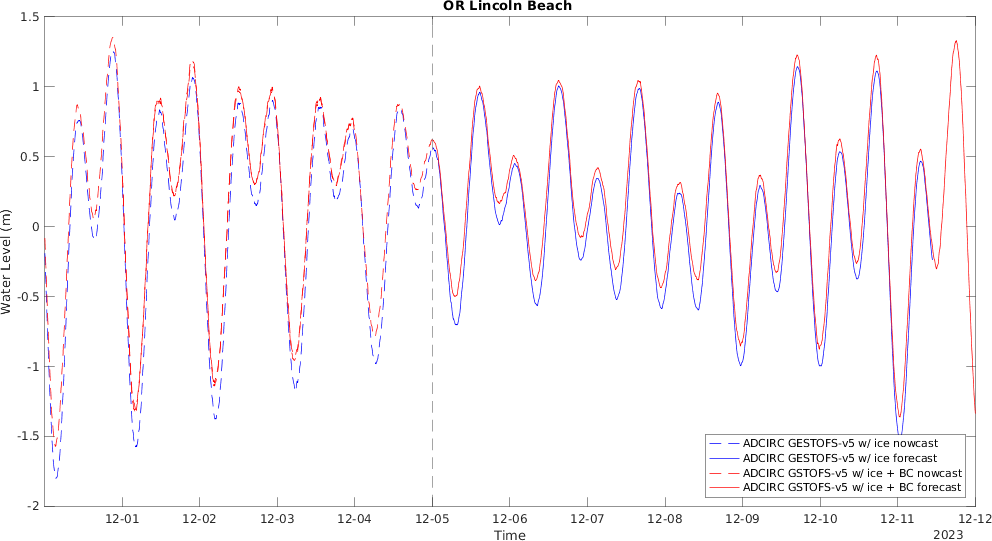 OR Lincoln Beach
1.5
1
0.5
0
-0.5
-1
-1.5
-2
Water Level (m)
ADCIRC GESTOFS-v5 w/ ice nowcast
ADCIRC GESTOFS-v5 w/ ice forecast
ADCIRC GSTOFS-v5 w/ ice + BC nowcast
ADCIRC GSTOFS-v5 w/ ice + BC forecast
12-01 12-02 12-03 12-04 12-05 12-06 12-07 12-08 12-09 12-10 12-11 12-12
Time
2023